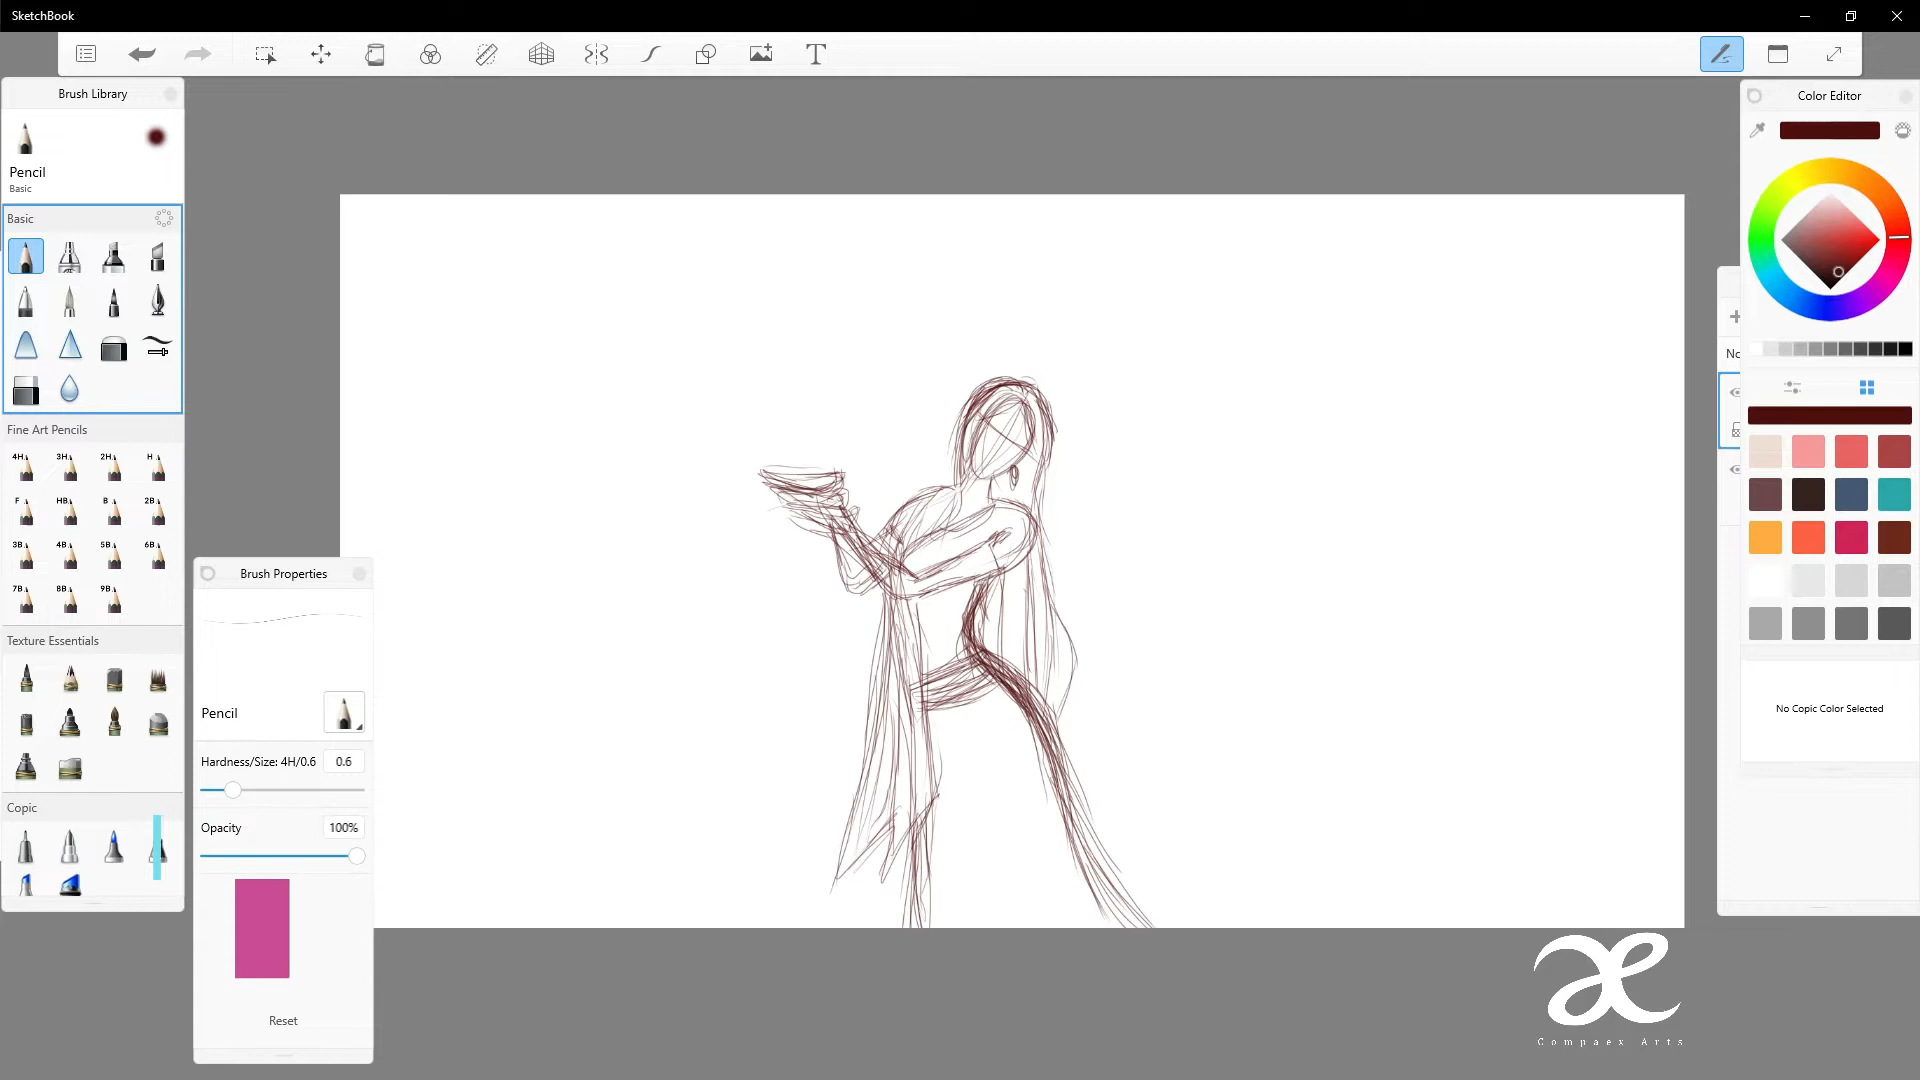 SketchBook
T
Brush Library
Pencil
Basic
Basic
Fine Art Pencils
4H 3H 2H H
F HB B 2B
3B 4B 5B 6B
7B 8B 9B
Texture Essentials
Copic
Brush Properties
Pencil
Hardness/Size: 4H/0.6 0.6
Opacity 100%
Reset
Color Editor
No Copic Color Selected
Compaex Arts